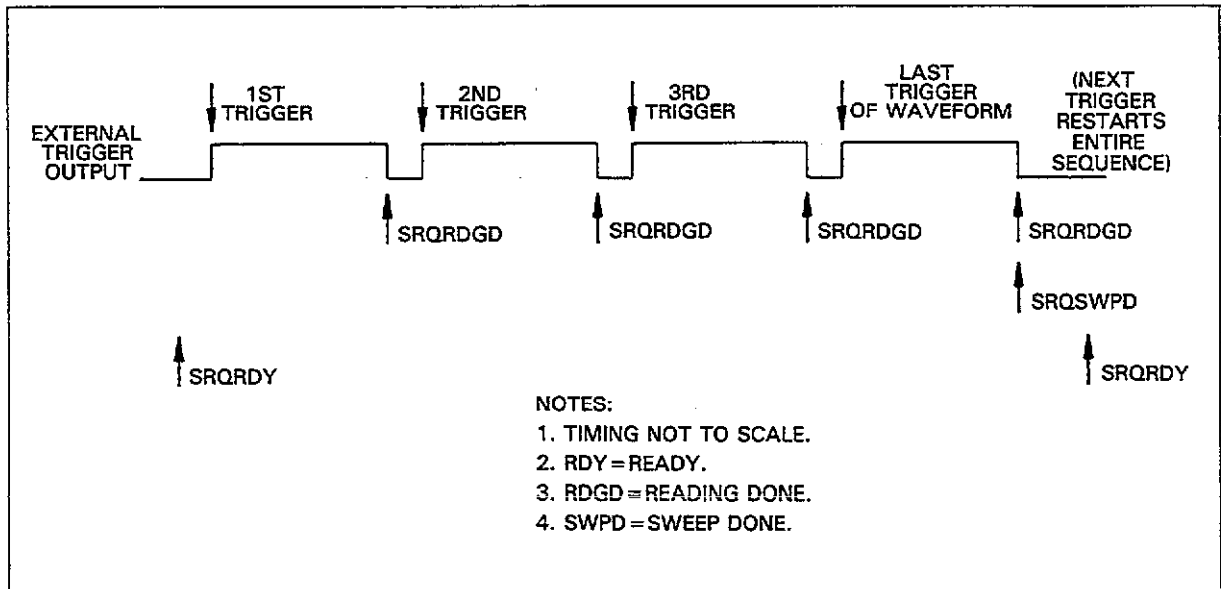 1ST
TRIGGER
2ND
TRIGGER
3RD
TRIGGER
LAST
TRIGGER
OF WAVEFORM
(NEXT
TRIGGER
RESTARTS
ENTIRE
SEQUENCE)
EXTERNAL
TRIGGER
OUTPUT
SRQRDGD
SRQRDGD
SRQRDGD
SRQRDGD
SRQSWPD
SRQRDY
SRQRDY
NOTES:
1. TIMING NOT TO SCALE.
2. RDY=READY.
3. RDGD=READING DONE.
4. SWPD=SWEEP DONE.